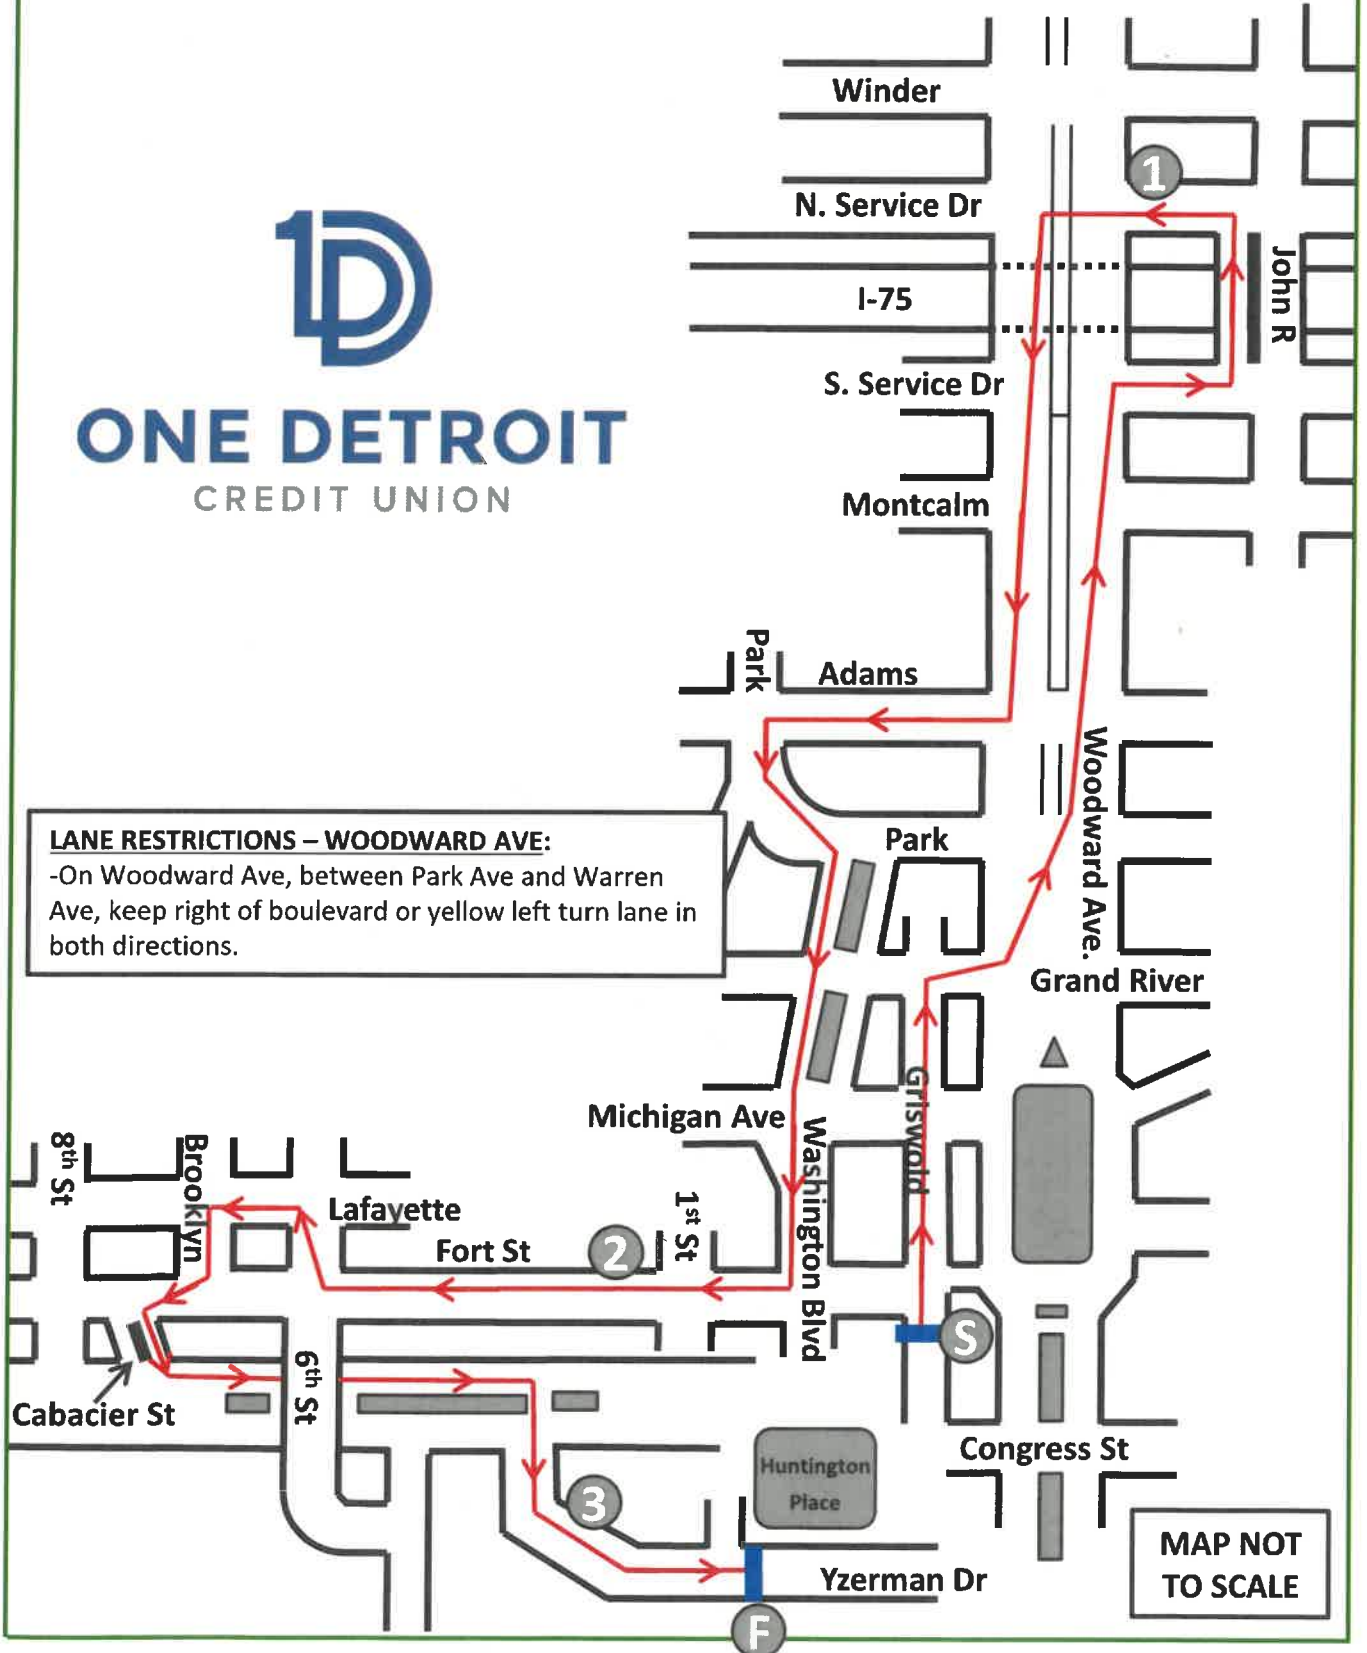 Winder
1
N. Service Dr
John R
I-75
S. Service Dr
1D
ONE DETROIT
CREDIT UNION
Montcalm
Park
Adams
Woodward Ave.
LANE RESTRICTIONS – WOODWARD AVE:
-On Woodward Ave, between Park Ave and Warren
Ave, keep right of boulevard or yellow left turn lane in
both directions.
Park
Grand River
Griswold
Michigan Ave
Washington Blvd
8th St
Brooklyn
Lafayette
1st St
Fort St
2
S
6th St
Cabacier St
Congress St
Huntington
Place
3
MAP NOT
TO SCALE
Yzerman Dr
F